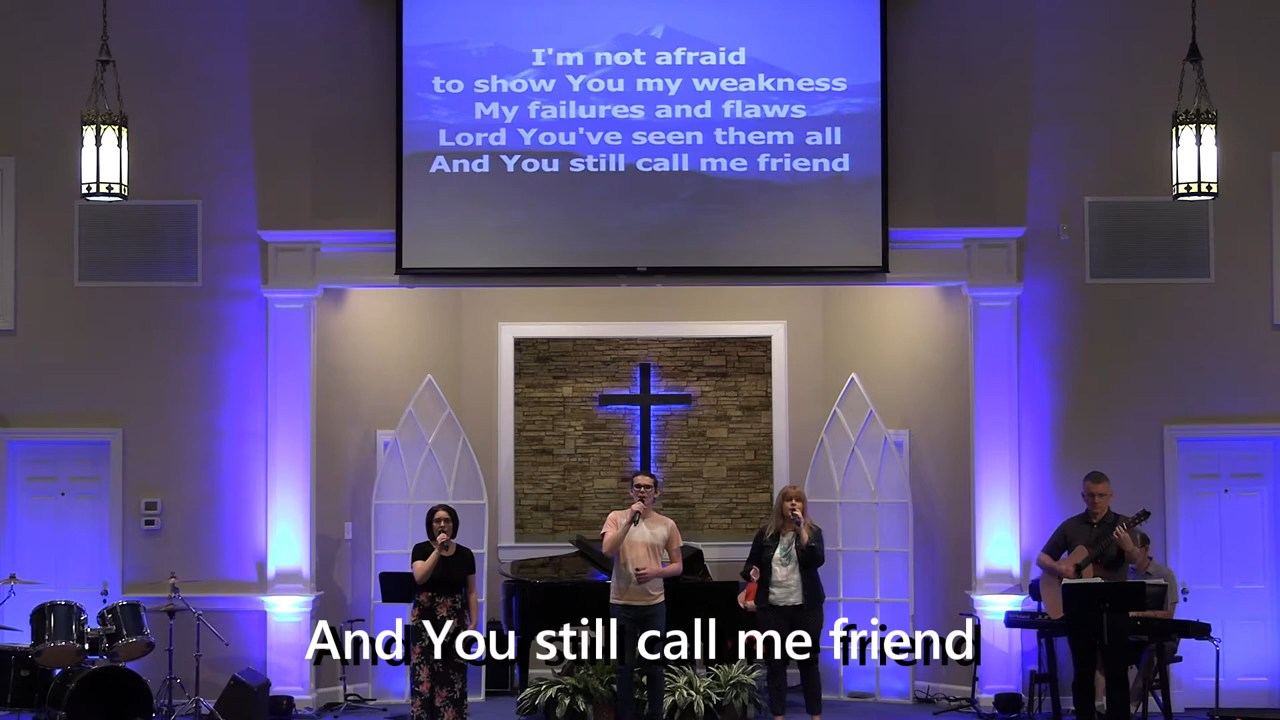 I'm not afraid
to show You my weakness
My failures and flaws
Lord You've seen them all
And You still call me friend
And You still call me friend